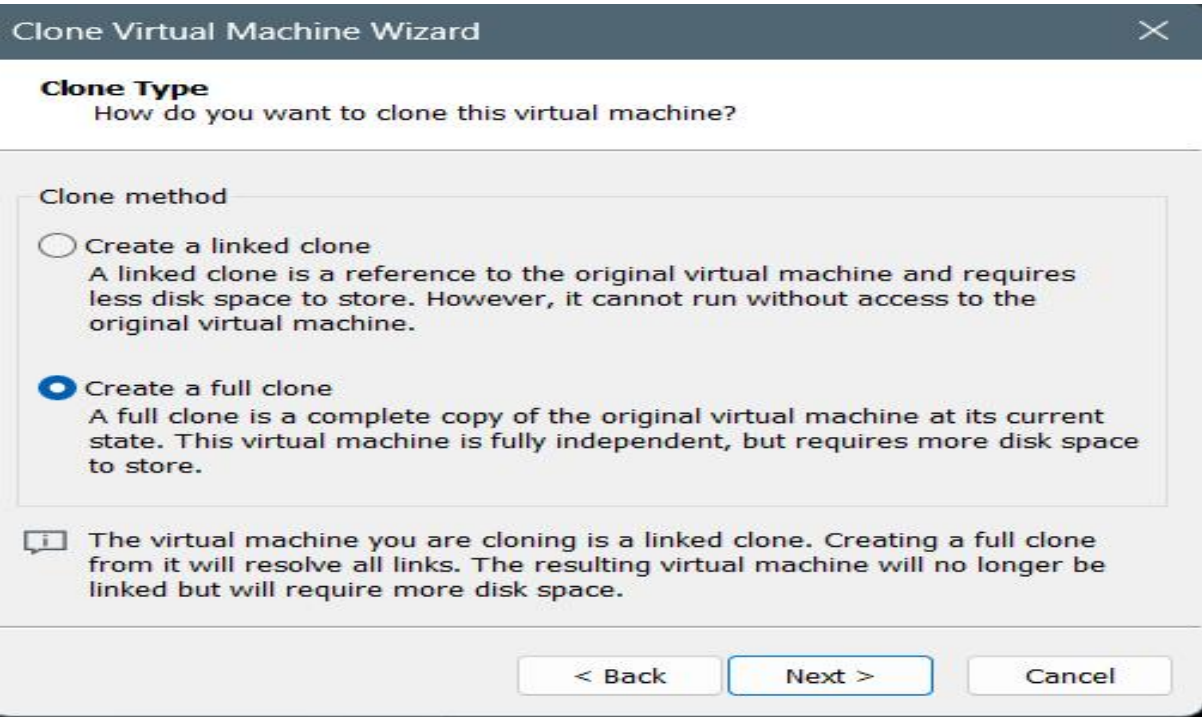 Clone Virtual Machine Wizard
Clone Type
How do you want to clone this virtual machine?
Clone method
Create a linked clone
A linked clone is a reference to the original virtual machine and requires
less disk space to store. However, it cannot run without access to the
original virtual machine.
Create a full clone
A full clone is a complete copy of the original virtual machine at its current
state. This virtual machine is fully independent, but requires more disk space
to store.
The virtual machine you are cloning is a linked clone. Creating a full clone
from it will resolve all links. The resulting virtual machine will no longer be
linked but will require more disk space.
< Back Next > Cancel